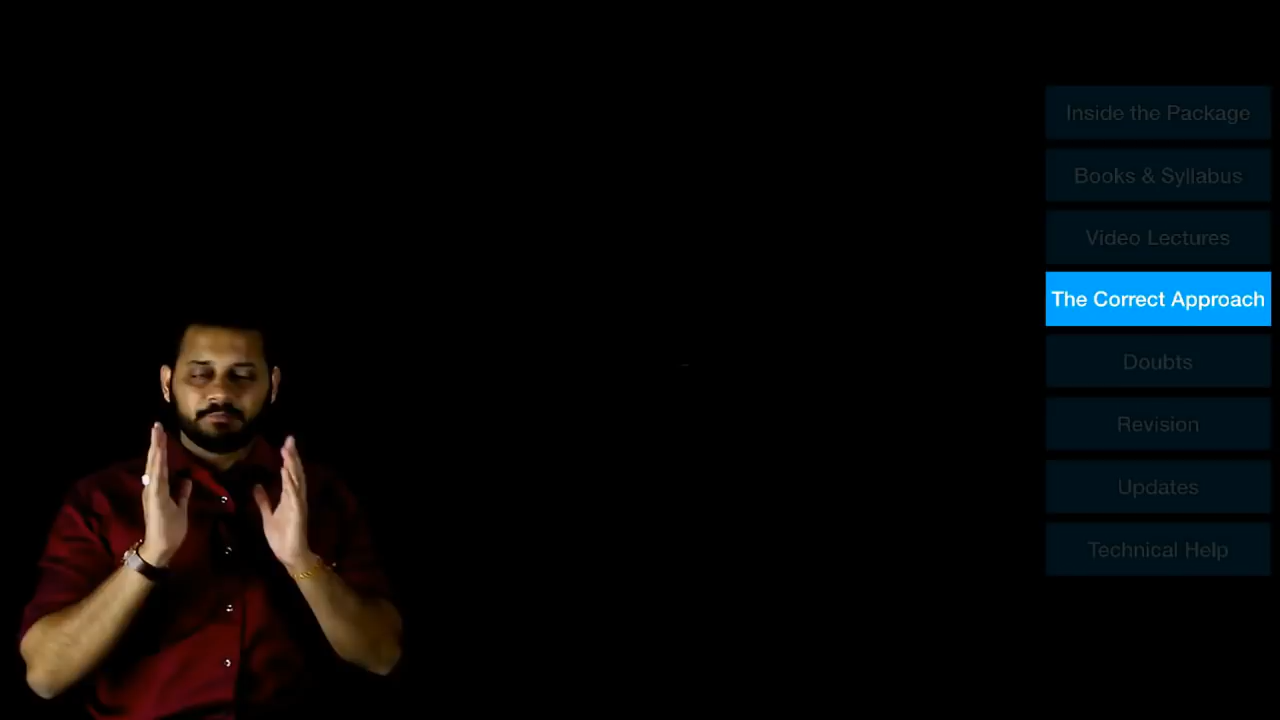 Inside the Package
Books & Syllabus
Video Lectures
The Correct Approach
Doubts
Revision
Updates
Technical Help